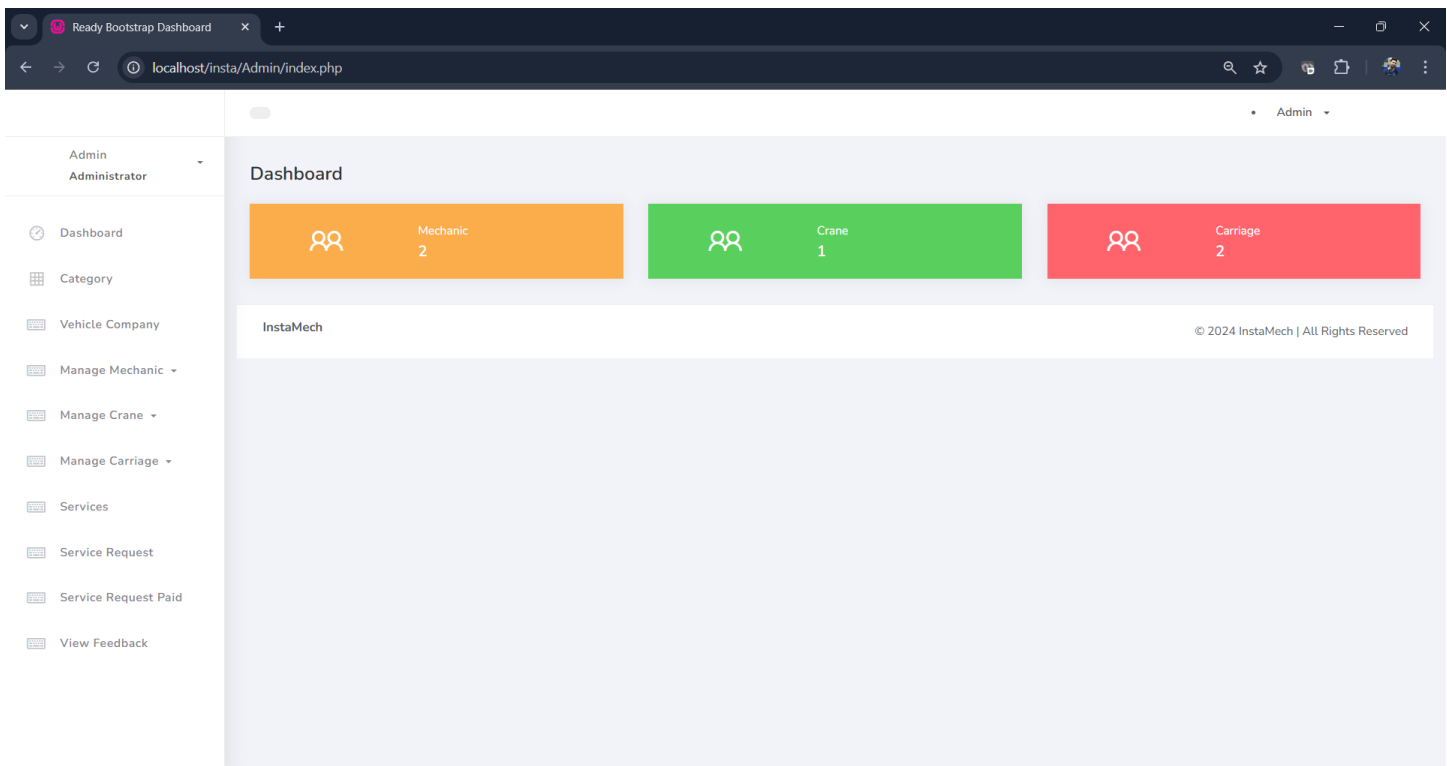 Ready Bootstrap Dashboard
localhost/insta/Admin/index.php
Admin
Admin
Administrator
Dashboard
Mechanic
2
Crane
1
Carriage
2
Dashboard
Category
Vehicle Company
Manage Mechanic
Manage Crane
Manage Carriage
Services
Service Request
Service Request Paid
View Feedback
InstaMech
© 2024 InstaMech | All Rights Reserved